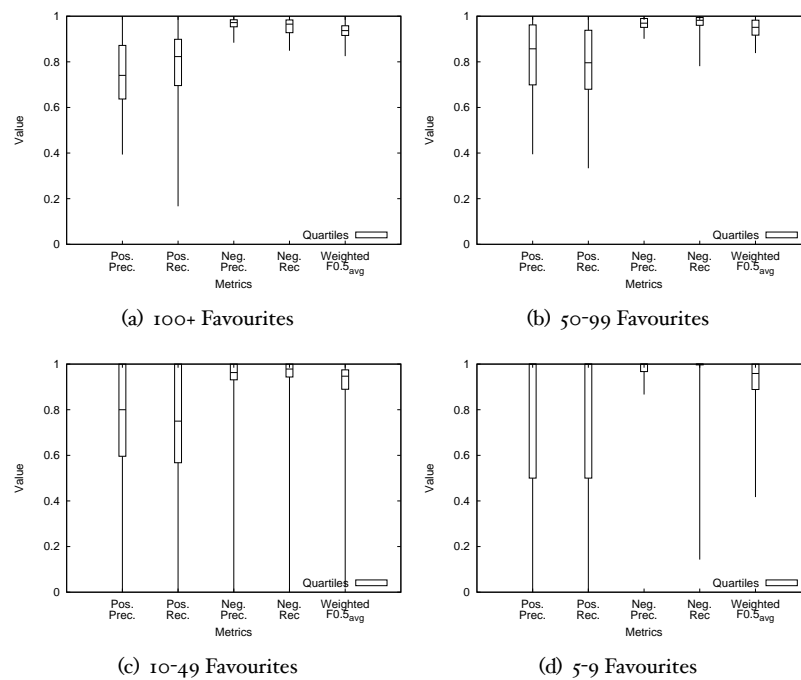 1
0.8
0.6
0.4
0.2
0
Value
Quartiles
Pos. Prec.
Pos. Rec.
Neg. Prec.
Neg. Rec
Weighted F0.5avg
Metrics
(a) 100+ Favourites
1
0.8
0.6
0.4
0.2
0
Value
Quartiles
Pos. Prec.
Pos. Rec.
Neg. Prec.
Neg. Rec
Weighted F0.5avg
Metrics
(b) 50-99 Favourites
1
0.8
0.6
0.4
0.2
0
Value
Quartiles
Pos. Prec.
Pos. Rec.
Neg. Prec.
Neg. Rec
Weighted F0.5avg
Metrics
(c) 10-49 Favourites
1
0.8
0.6
0.4
0.2
0
Value
Quartiles
Pos. Prec.
Pos. Rec.
Neg. Prec.
Neg. Rec
Weighted F0.5avg
Metrics
(d) 5-9 Favourites